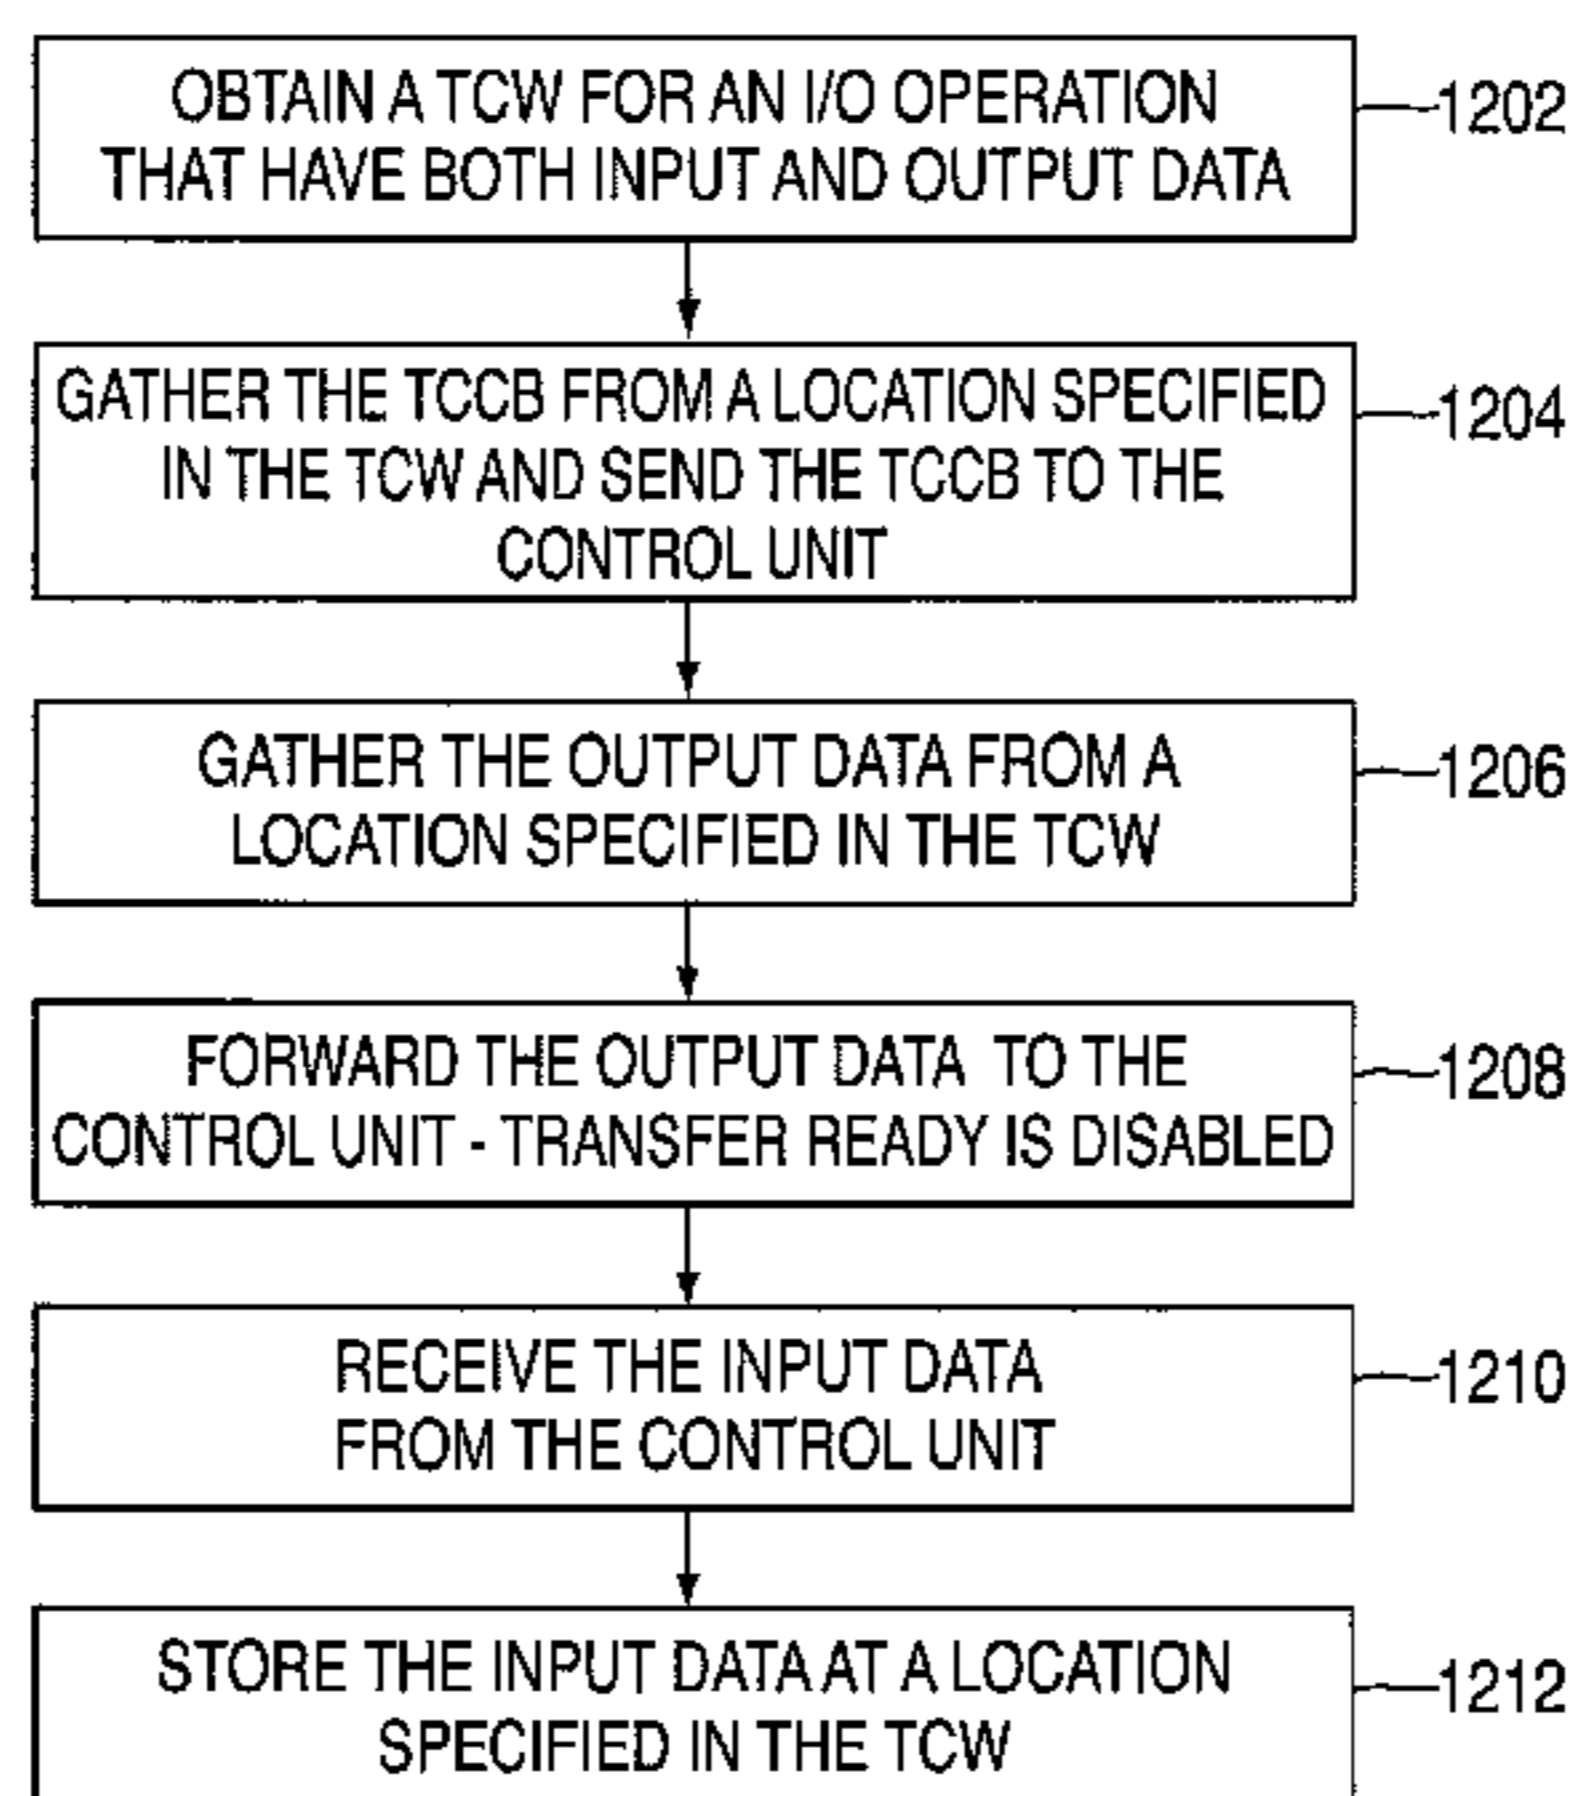 OBTAIN A TCW FOR AN I/O OPERATION
THAT HAVE BOTH INPUT AND OUTPUT DATA
1202
GATHER THE TCCB FROM A LOCATION SPECIFIED
IN THE TCW AND SEND THE TCCB TO THE
CONTROL UNIT
1204
GATHER THE OUTPUT DATA FROM A
LOCATION SPECIFIED IN THE TCW
1206
FORWARD THE OUTPUT DATA TO THE
CONTROL UNIT - TRANSFER READY IS DISABLED
1208
RECEIVE THE INPUT DATA
FROM THE CONTROL UNIT
1210
STORE THE INPUT DATA AT A LOCATION
SPECIFIED IN THE TCW
1212